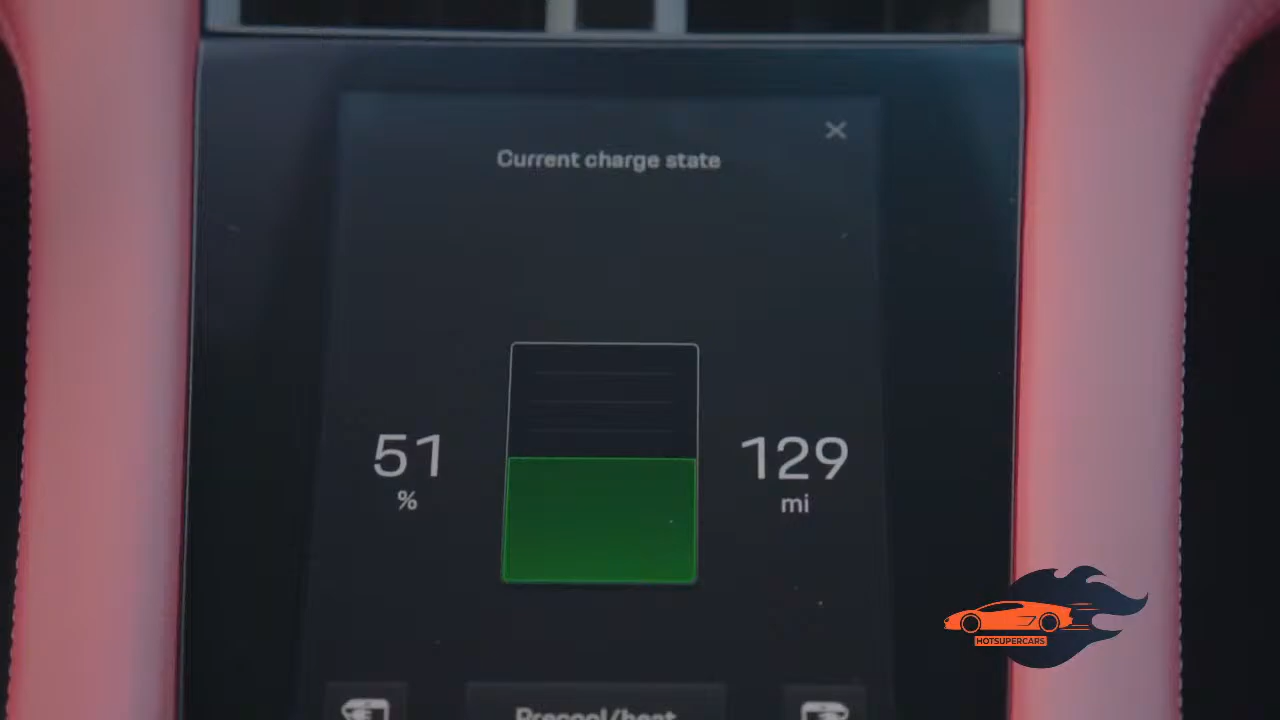 Current charge state
51
%
129
mi
HOTSUPERCARS
Precool/heat